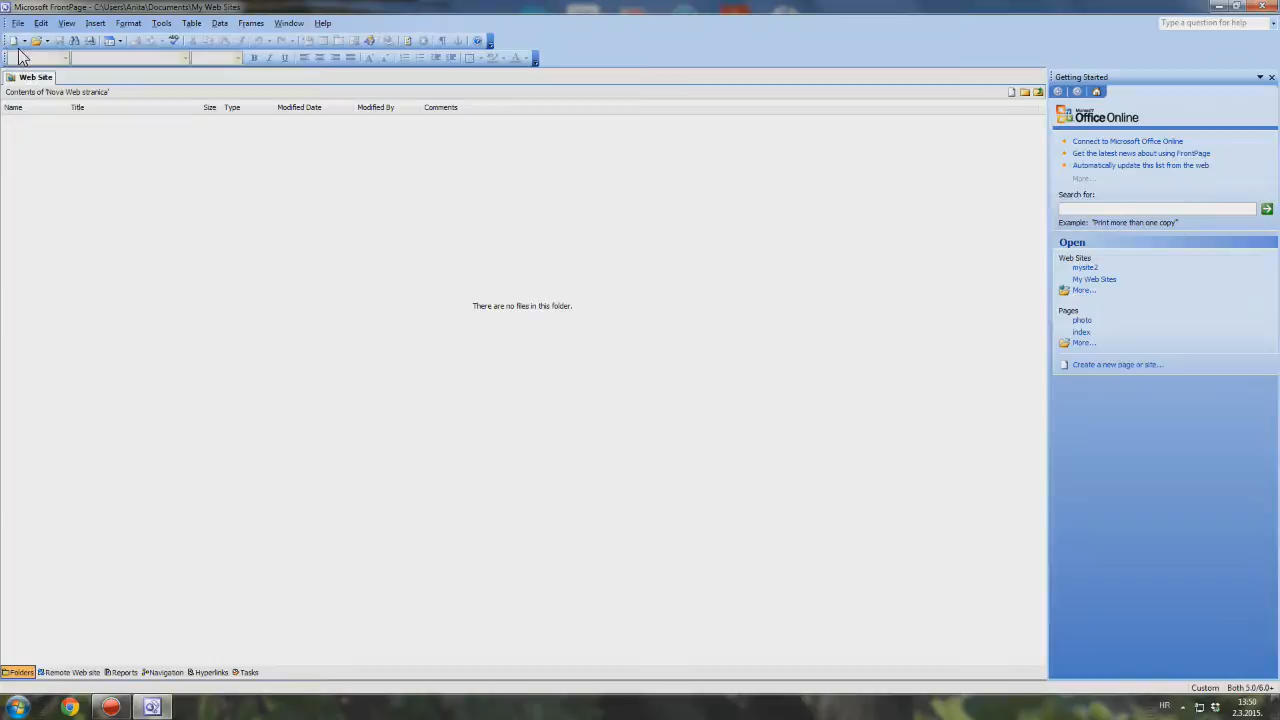 Microsoft FrontPage - C:\Users\Anita\Documents\My Web Sites
File Edit View Insert Format Tools Table Data Frames Window Help
Type a question for help
Web Site
Getting Started
Contents of 'Nova Web stranica'
Name Title Size Type Modified Date Modified By Comments
Microsoft
Office Online
Connect to Microsoft Office Online
Get the latest news about using FrontPage
Automatically update this list from the web
More...
Search for:
Example: "Print more than one copy"
Open
Web Sites
mysite2
My Web Sites
More...
There are no files in this folder.
Pages
photo
index
More...
Create a new page or site...
Folders Remote Web site Reports Navigation Hyperlinks Tasks
Custom Both 5.0/6.0+
HR
13:50
2.3.2015.